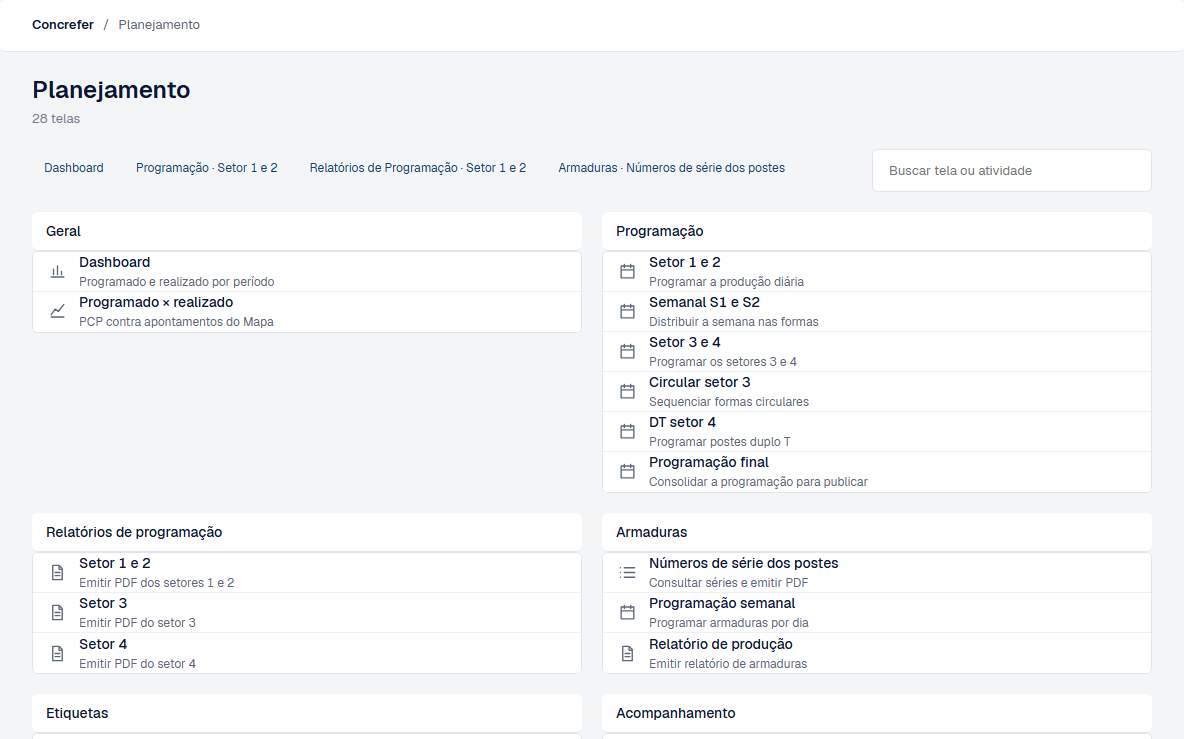 Concrefer / Planejamento
Planejamento
28 telas
Dashboard
Programação · Setor 1 e 2
Relatórios de Programação · Setor 1 e 2
Armaduras · Números de série dos postes
Buscar tela ou atividade
Geral
Dashboard
Programado e realizado por período
Programado × realizado
PCP contra apontamentos do Mapa
Programação
Setor 1 e 2
Programar a produção diária
Semanal S1 e S2
Distribuir a semana nas formas
Setor 3 e 4
Programar os setores 3 e 4
Circular setor 3
Sequenciar formas circulares
DT setor 4
Programar postes duplo T
Programação final
Consolidar a programação para publicar
Relatórios de programação
Setor 1 e 2
Emitir PDF dos setores 1 e 2
Setor 3
Emitir PDF do setor 3
Setor 4
Emitir PDF do setor 4
Armaduras
Números de série dos postes
Consultar séries e emitir PDF
Programação semanal
Programar armaduras por dia
Relatório de produção
Emitir relatório de armaduras
Etiquetas
Acompanhamento